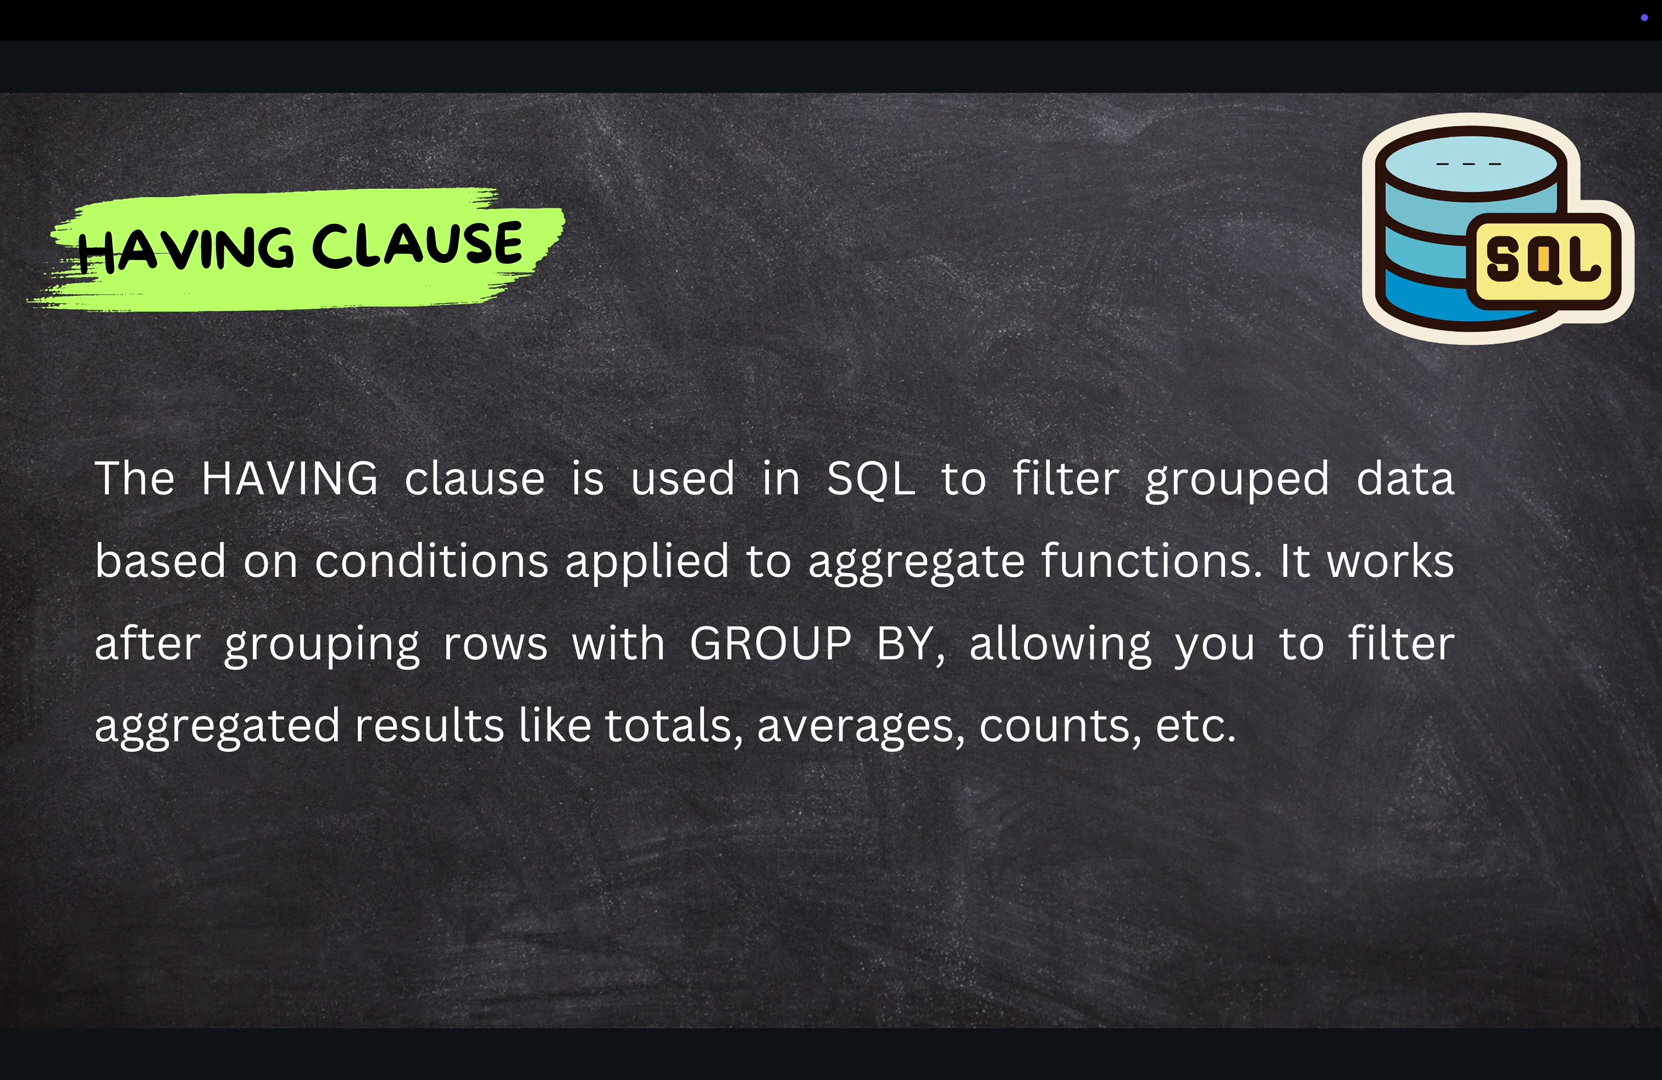 HAVING CLAUSE
SQL
The HAVING clause is used in SQL to filter grouped data
based on conditions applied to aggregate functions. It works
after grouping rows with GROUP BY, allowing you to filter
aggregated results like totals, averages, counts, etc.